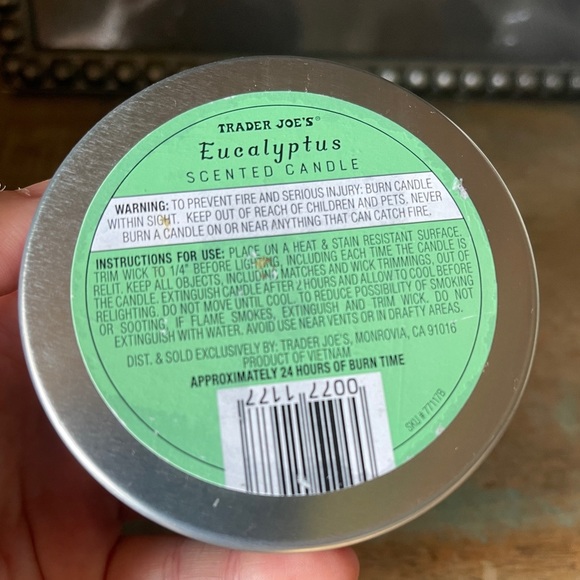 TRADER JOE'S®
Eucalyptus
SCENTED CANDLE
WARNING: TO PREVENT FIRE AND SERIOUS INJURY: BURN CANDLE
WITHIN SIGHT. KEEP OUT OF REACH OF CHILDREN AND PETS. NEVER
BURN A CANDLE ON OR NEAR ANYTHING THAT CAN CATCH FIRE.
INSTRUCTIONS FOR USE: PLACE ON A HEAT & STAIN RESISTANT SURFACE.
TRIM WICK TO 1/4" BEFORE LIGHTING, INCLUDING EACH TIME THE CANDLE IS
RELIT. KEEP ALL OBJECTS, INCLUDING MATCHES AND WICK TRIMMINGS, OUT OF
THE CANDLE. EXTINGUISH CANDLE AFTER 2 HOURS AND ALLOW TO COOL BEFORE
RELIGHTING. DO NOT MOVE UNTIL COOL. TO REDUCE POSSIBILITY OF SMOKING
OR SOOTING, IF FLAME SMOKES, EXTINGUISH AND TRIM WICK. DO NOT
EXTINGUISH WITH WATER. AVOID USE NEAR VENTS OR IN DRAFTY AREAS.
DIST. & SOLD EXCLUSIVELY BY: TRADER JOE'S, MONROVIA, CA 91016
PRODUCT OF VIETNAM
APPROXIMATELY 24 HOURS OF BURN TIME
0077 1177
SKU # 77117B